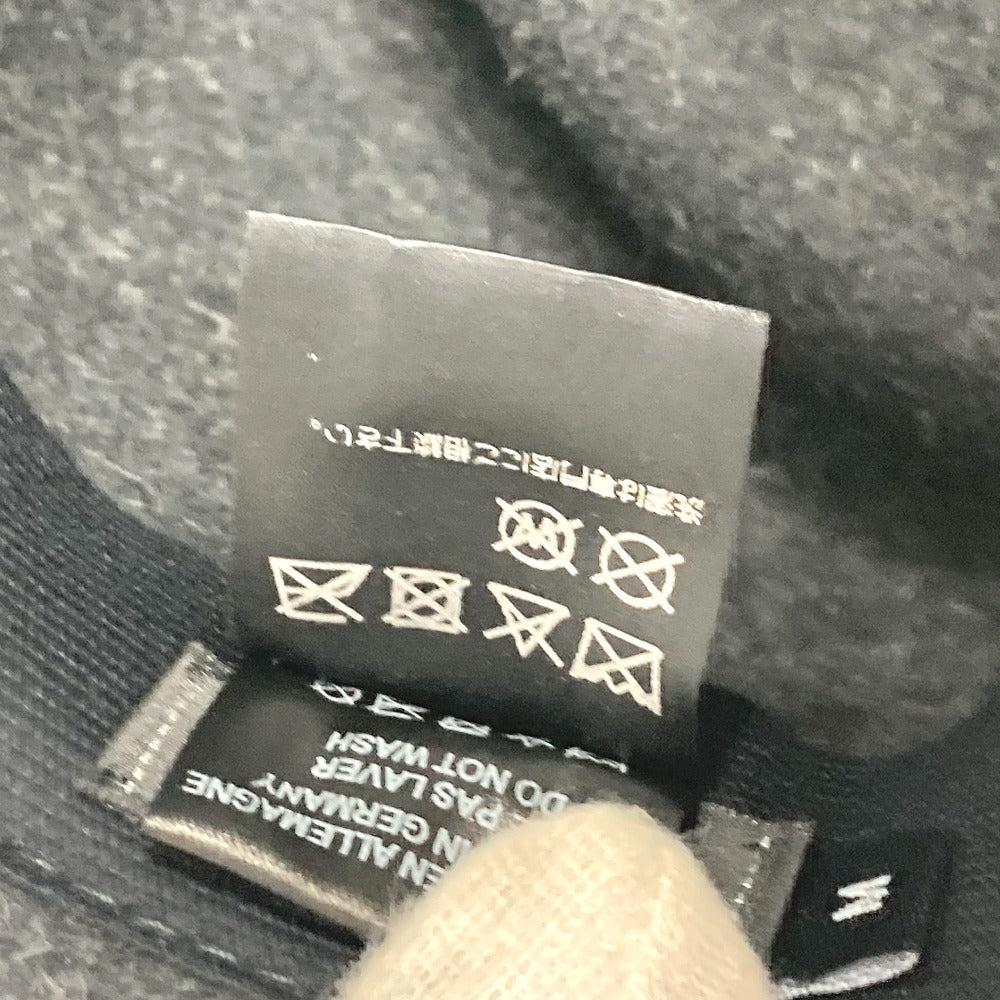 洗濯は専門店にご相談下さい。
EN ALLEMAGNE
IN GERMANY
PAS LAVER
DO NOT WASH
M